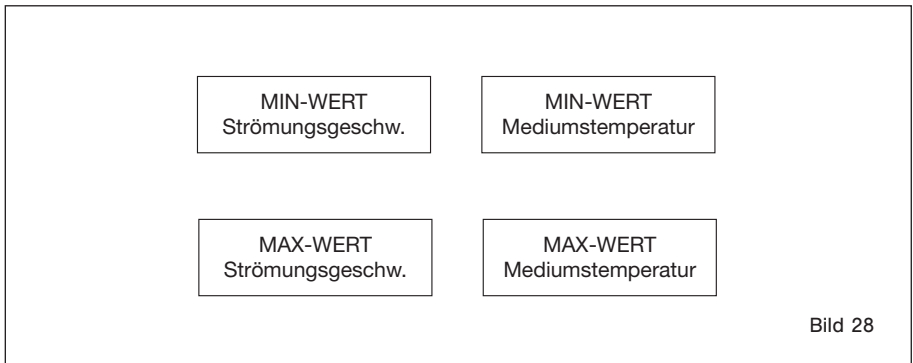 MIN-WERT
Strömungsgeschw.
MIN-WERT
Mediumstemperatur
MAX-WERT
Strömungsgeschw.
MAX-WERT
Mediumstemperatur
Bild 28